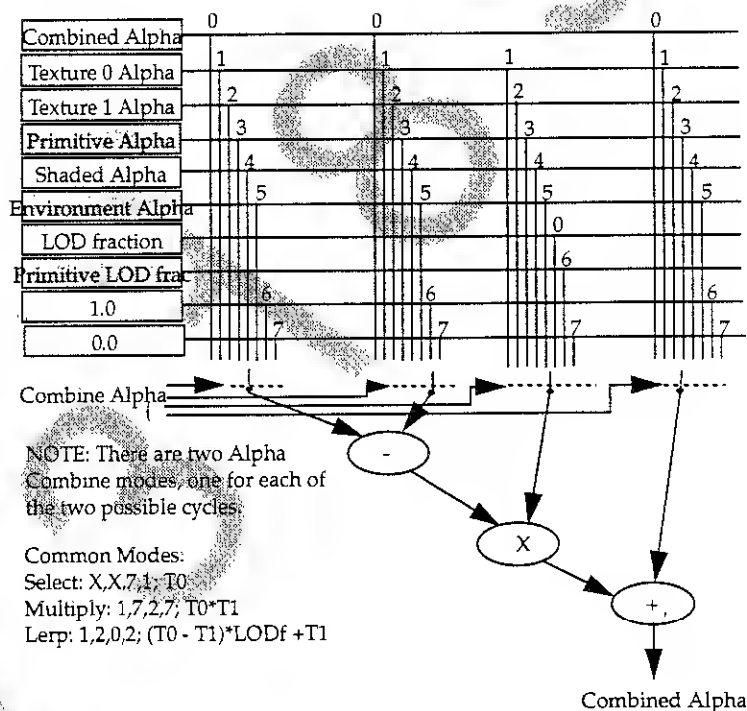 0 0 0
Combined Alpha
Texture 0 Alpha 1 1 1 1
Texture 1 Alpha 2 2 2 2
Primitive Alpha 3 3 3 3
Shaded Alpha 4 4 4 4
Environment Alpha 5 5 5 5
LOD fraction 0
Primitive LOD frac 6
1.0 6 6 6
0.0 7 7 7 7
Combine Alpha
-
NOTE: There are two Alpha
Combine modes, one for each of
the two possible cycles.
X
Common Modes:
Select: X,X,7,1; T0
Multiply: 1,7,2,7; T0*T1
Lerp: 1,2,0,2; (T0 - T1)*LODf +T1
+
Combined Alpha